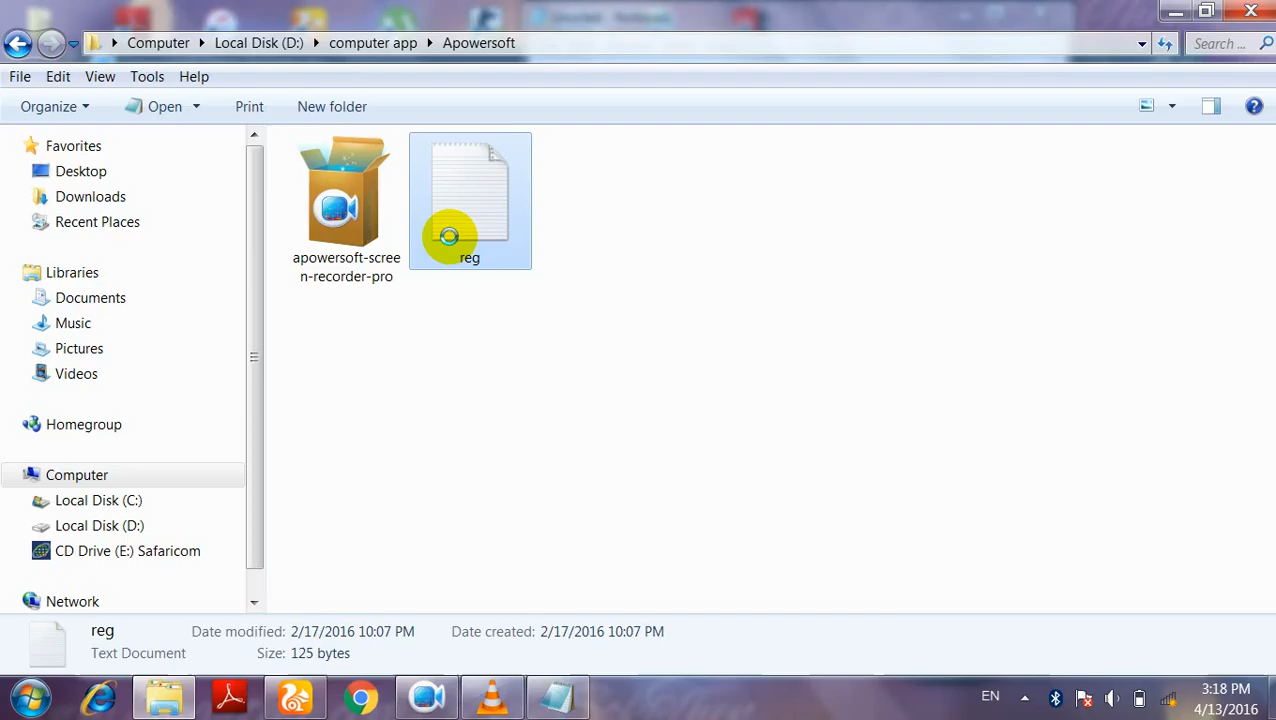 Computer Local Disk (D:) computer app Apowersoft Search ...
File Edit View Tools Help
Organize Open Print New folder
Favorites
Desktop
Downloads
Recent Places
Libraries
Documents
Music
Pictures
Videos
Homegroup
Computer
Local Disk (C:)
Local Disk (D:)
CD Drive (E:) Safaricom
Network
apowersoft-scree
n-recorder-pro
reg
reg Date modified: 2/17/2016 10:07 PM Date created: 2/17/2016 10:07 PM
Text Document Size: 125 bytes
EN
3:18 PM
4/13/2016